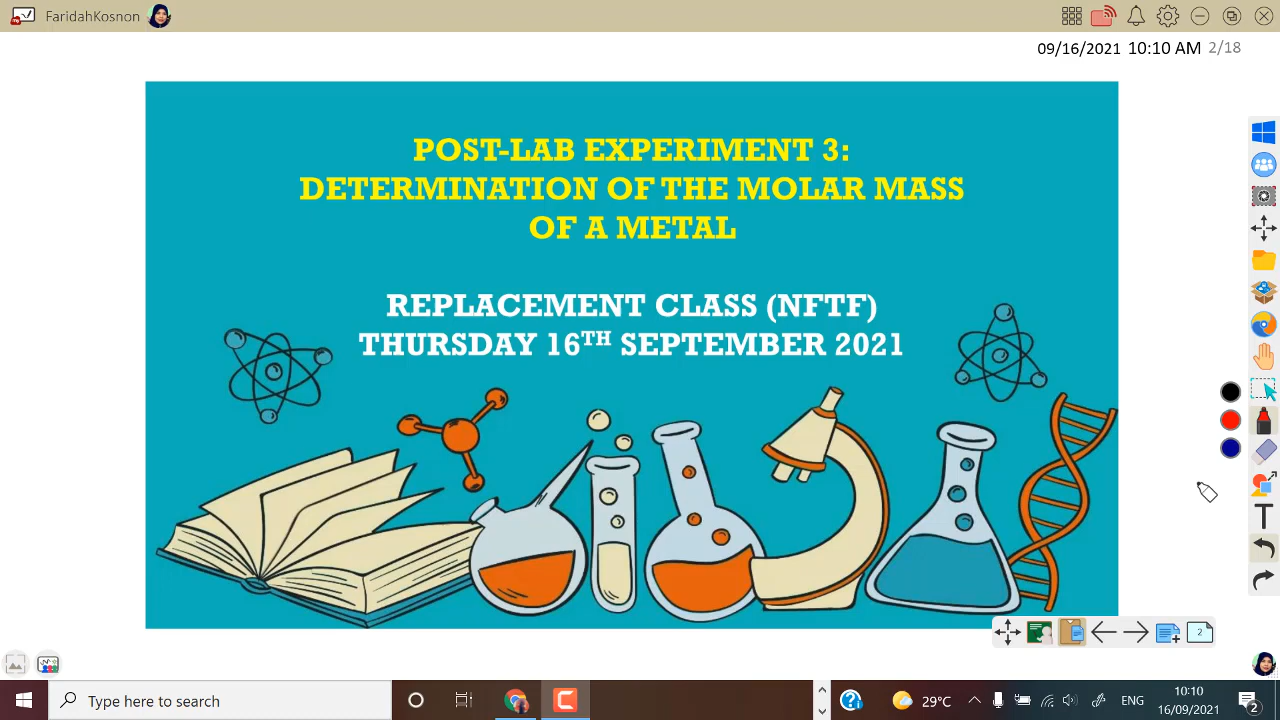 FaridahKosnon
09/16/2021 10:10 AM 2/18
POST-LAB EXPERIMENT 3:
DETERMINATION OF THE MOLAR MASS
OF A METAL
REPLACEMENT CLASS (NFTF)
THURSDAY 16TH SEPTEMBER 2021
T
2
Type here to search
29°C
ENG
10:10
16/09/2021
2